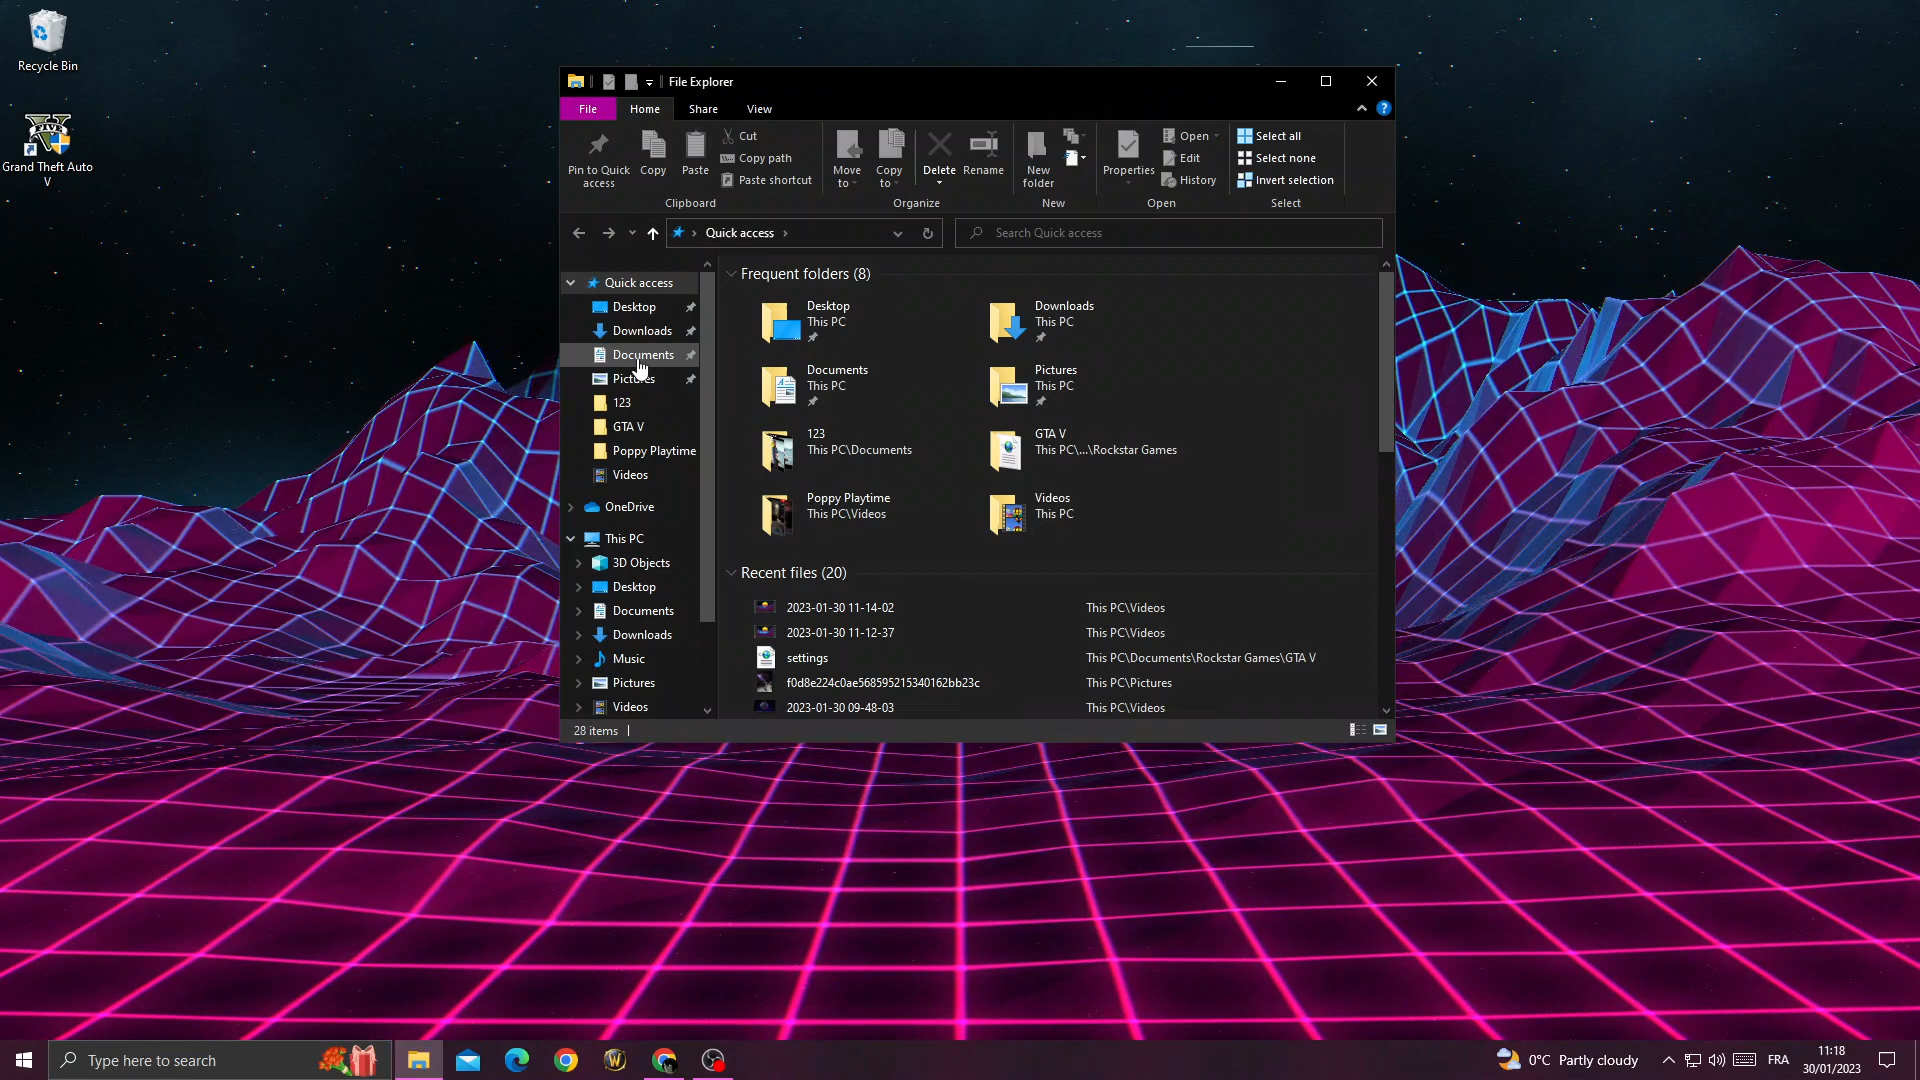 Recycle Bin
FIVE
Grand Theft Auto
V
File Explorer
File
Home
Share
View
Pin to Quick
access
Copy
Paste
Cut
Copy path
Paste shortcut
Clipboard
Move
to
Copy
to
Delete
Rename
Organize
New
folder
New
Properties
Open
Edit
History
Open
Select all
Select none
Invert selection
Select
Quick access
Search Quick access
Quick access
Desktop
Downloads
Documents
Pictures
123
GTA V
Poppy Playtime
Videos
OneDrive
This PC
3D Objects
Desktop
Documents
Downloads
Music
Pictures
Videos
Frequent folders (8)
Desktop
This PC
Downloads
This PC
Documents
This PC
Pictures
This PC
123
This PC\Documents
GTA V
This PC\...\Rockstar Games
Poppy Playtime
This PC\Videos
Videos
This PC
Recent files (20)
2023-01-30 11-14-02 This PC\Videos
2023-01-30 11-12-37 This PC\Videos
settings This PC\Documents\Rockstar Games\GTA V
f0d8e224c0ae568595215340162bb23c This PC\Pictures
2023-01-30 09-48-03 This PC\Videos
28 items
Type here to search
0°C Partly cloudy
FRA
11:18
30/01/2023